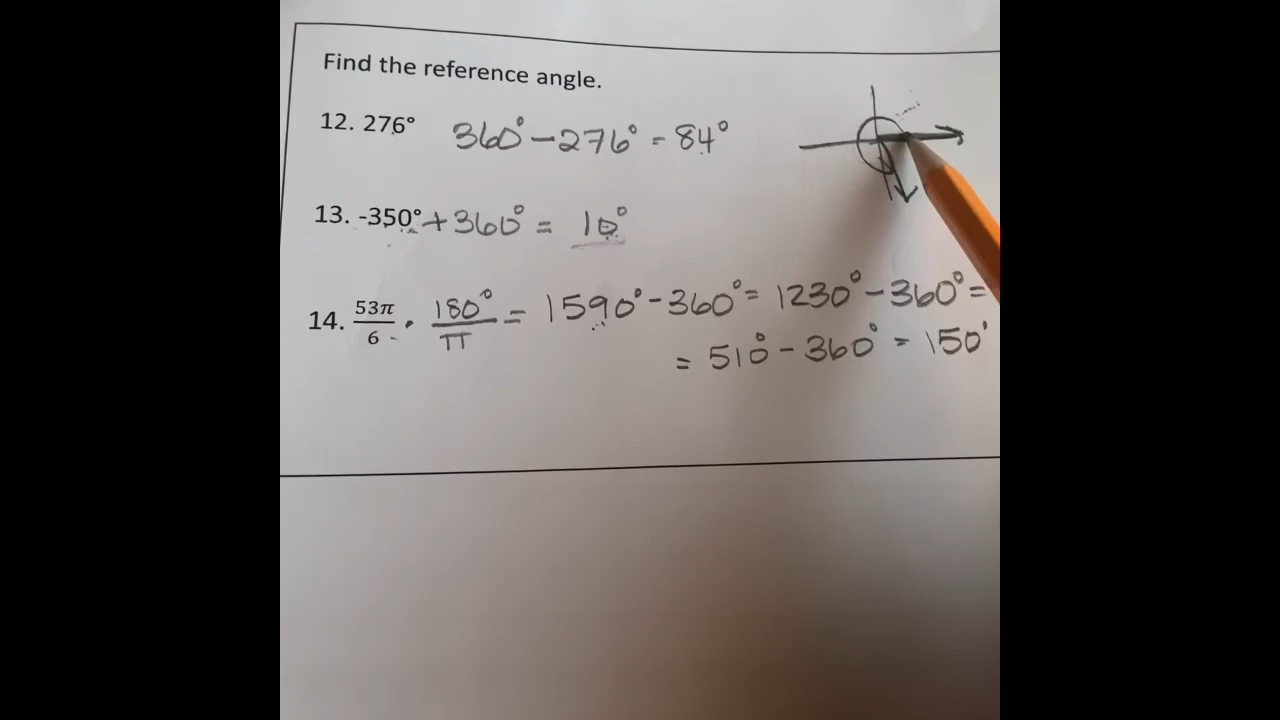 Find the reference angle.
12. 276° 360° - 276° = 84°
13. -350° + 360° = 10°
14. 53π/6 · 180°/π = 1590° - 360° = 1230° - 360° =
= 510° - 360° = 150°